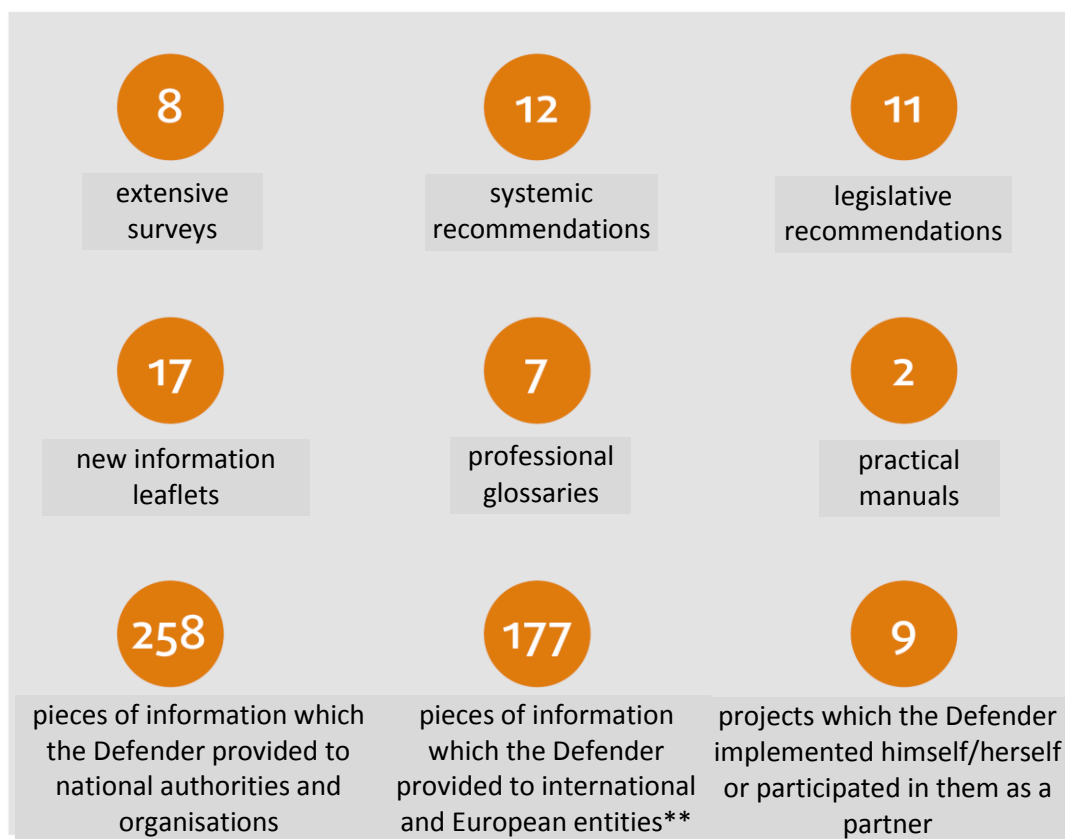 8
extensive
surveys
12
systemic
recommendations
11
legislative
recommendations
17
new information
leaflets
7
professional
glossaries
2
practical
manuals
258
pieces of information which
the Defender provided to
national authorities and
organisations
177
pieces of information
which the Defender
provided to international
and European entities**
9
projects which the Defender
implemented himself/herself
or participated in them as a
partner